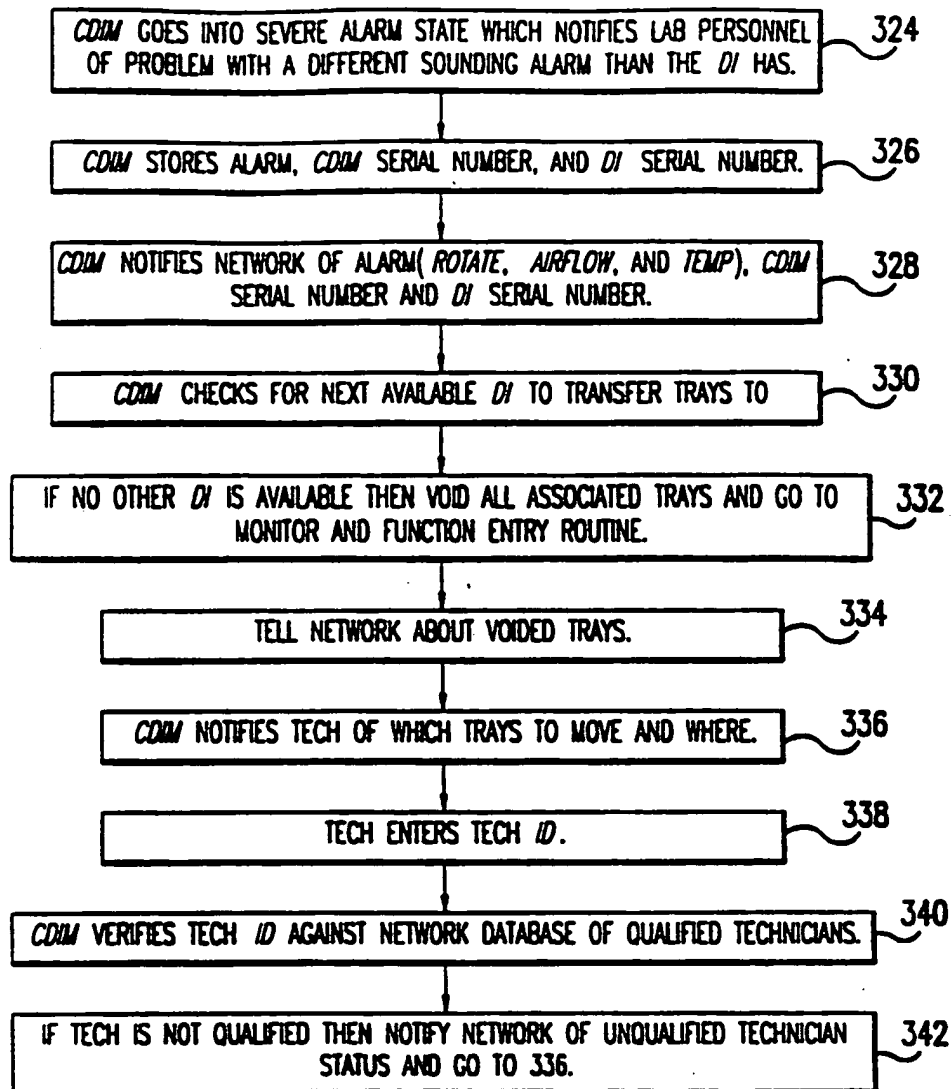 CDIM GOES INTO SEVERE ALARM STATE WHICH NOTIFIES LAB PERSONNEL
OF PROBLEM WITH A DIFFERENT SOUNDING ALARM THAN THE DI HAS.
324
CDIM STORES ALARM, CDIM SERIAL NUMBER, AND DI SERIAL NUMBER.
326
CDIM NOTIFIES NETWORK OF ALARM( ROTATE, AIRFLOW, AND TEMP), CDIM
SERIAL NUMBER AND DI SERIAL NUMBER.
328
CDIM CHECKS FOR NEXT AVAILABLE DI TO TRANSFER TRAYS TO
330
IF NO OTHER DI IS AVAILABLE THEN VOID ALL ASSOCIATED TRAYS AND GO TO
MONITOR AND FUNCTION ENTRY ROUTINE.
332
TELL NETWORK ABOUT VOIDED TRAYS.
334
CDIM NOTIFIES TECH OF WHICH TRAYS TO MOVE AND WHERE.
336
TECH ENTERS TECH ID.
338
CDIM VERIFIES TECH ID AGAINST NETWORK DATABASE OF QUALIFIED TECHNICIANS.
340
IF TECH IS NOT QUALIFIED THEN NOTIFY NETWORK OF UNQUALIFIED TECHNICIAN
STATUS AND GO TO 336.
342